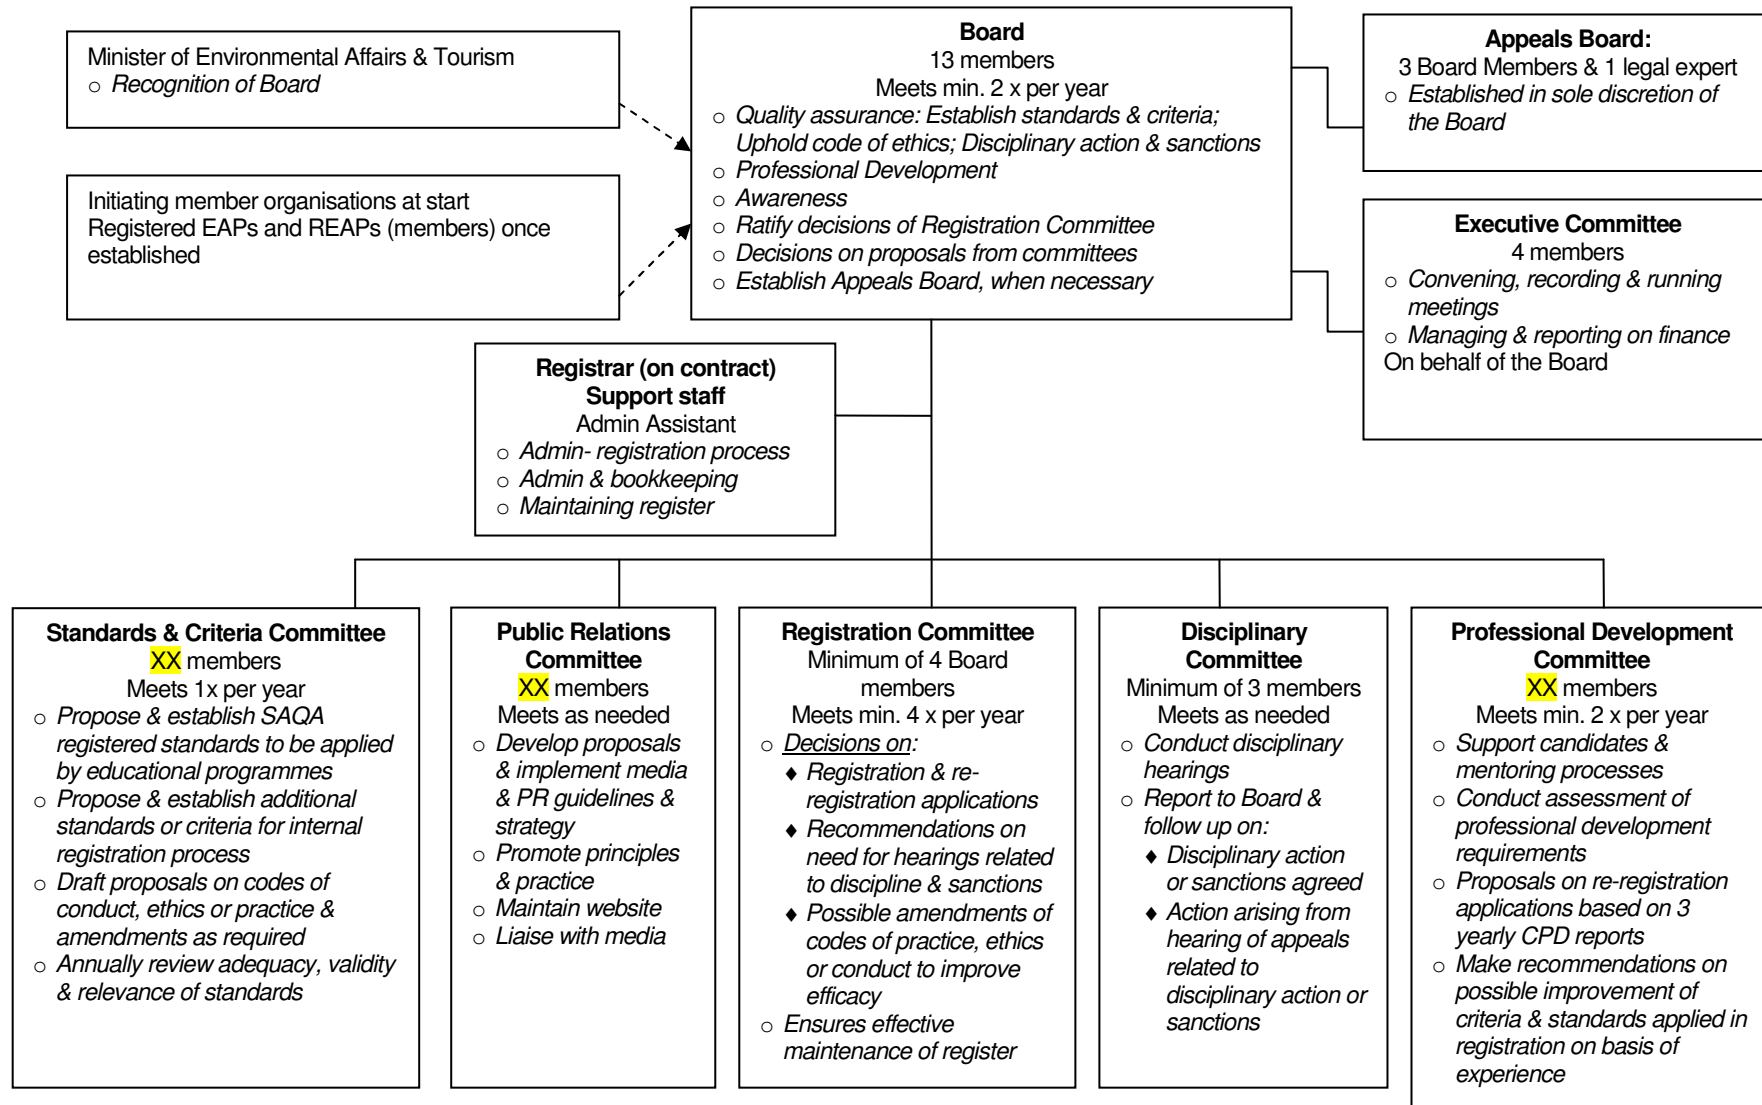 Minister of Environmental Affairs & Tourism
○ Recognition of Board
Initiating member organisations at start
Registered EAPs and REAPs (members) once
established
Board
13 members
Meets min. 2 x per year
○ Quality assurance: Establish standards & criteria;
Uphold code of ethics; Disciplinary action & sanctions
○ Professional Development
○ Awareness
○ Ratify decisions of Registration Committee
○ Decisions on proposals from committees
○ Establish Appeals Board, when necessary
Appeals Board:
3 Board Members & 1 legal expert
○ Established in sole discretion of
the Board
Executive Committee
4 members
○ Convening, recording & running
meetings
○ Managing & reporting on finance
On behalf of the Board
Registrar (on contract)
Support staff
Admin Assistant
○ Admin- registration process
○ Admin & bookkeeping
○ Maintaining register
Standards & Criteria Committee
XX members
Meets 1x per year
○ Propose & establish SAQA
registered standards to be applied
by educational programmes
○ Propose & establish additional
standards or criteria for internal
registration process
○ Draft proposals on codes of
conduct, ethics or practice &
amendments as required
○ Annually review adequacy, validity
& relevance of standards
Public Relations
Committee
XX members
Meets as needed
○ Develop proposals
& implement media
& PR guidelines &
strategy
○ Promote principles
& practice
○ Maintain website
○ Liaise with media
Registration Committee
Minimum of 4 Board
members
Meets min. 4 x per year
○ Decisions on:
♦ Registration & re-
registration applications
♦ Recommendations on
need for hearings related
to discipline & sanctions
♦ Possible amendments of
codes of practice, ethics
or conduct to improve
efficacy
○ Ensures effective
maintenance of register
Disciplinary
Committee
Minimum of 3 members
Meets as needed
○ Conduct disciplinary
hearings
○ Report to Board &
follow up on:
♦ Disciplinary action
or sanctions agreed
♦ Action arising from
hearing of appeals
related to
disciplinary action or
sanctions
Professional Development
Committee
XX members
Meets min. 2 x per year
○ Support candidates &
mentoring processes
○ Conduct assessment of
professional development
requirements
○ Proposals on re-registration
applications based on 3
yearly CPD reports
○ Make recommendations on
possible improvement of
criteria & standards applied in
registration on basis of
experience